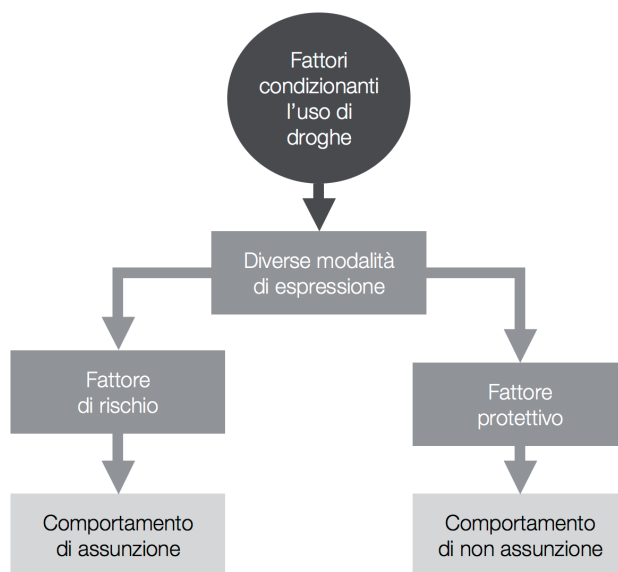 Fattori
condizionanti
l'uso di
droghe
Diverse modalità
di espressione
Fattore
di rischio
Fattore
protettivo
Comportamento
di assunzione
Comportamento
di non assunzione